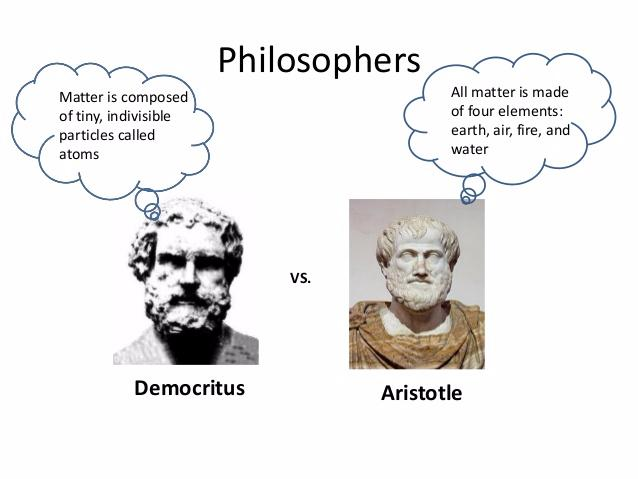 Philosophers
Matter is composed
of tiny, indivisible
particles called
atoms
All matter is made
of four elements:
earth, air, fire, and
water
vs.
Democritus
Aristotle